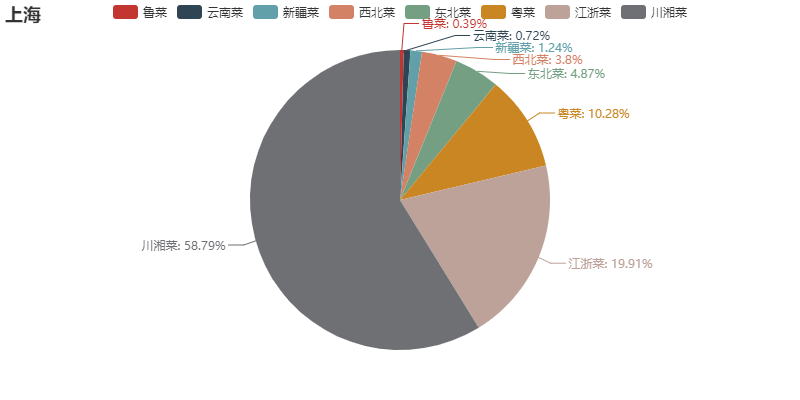 上海
鲁菜 云南菜 新疆菜 西北菜 东北菜 粤菜 江浙菜 川湘菜
鲁菜: 0.39%
云南菜: 0.72%
新疆菜: 1.24%
西北菜: 3.8%
东北菜: 4.87%
粤菜: 10.28%
川湘菜: 58.79%
江浙菜: 19.91%